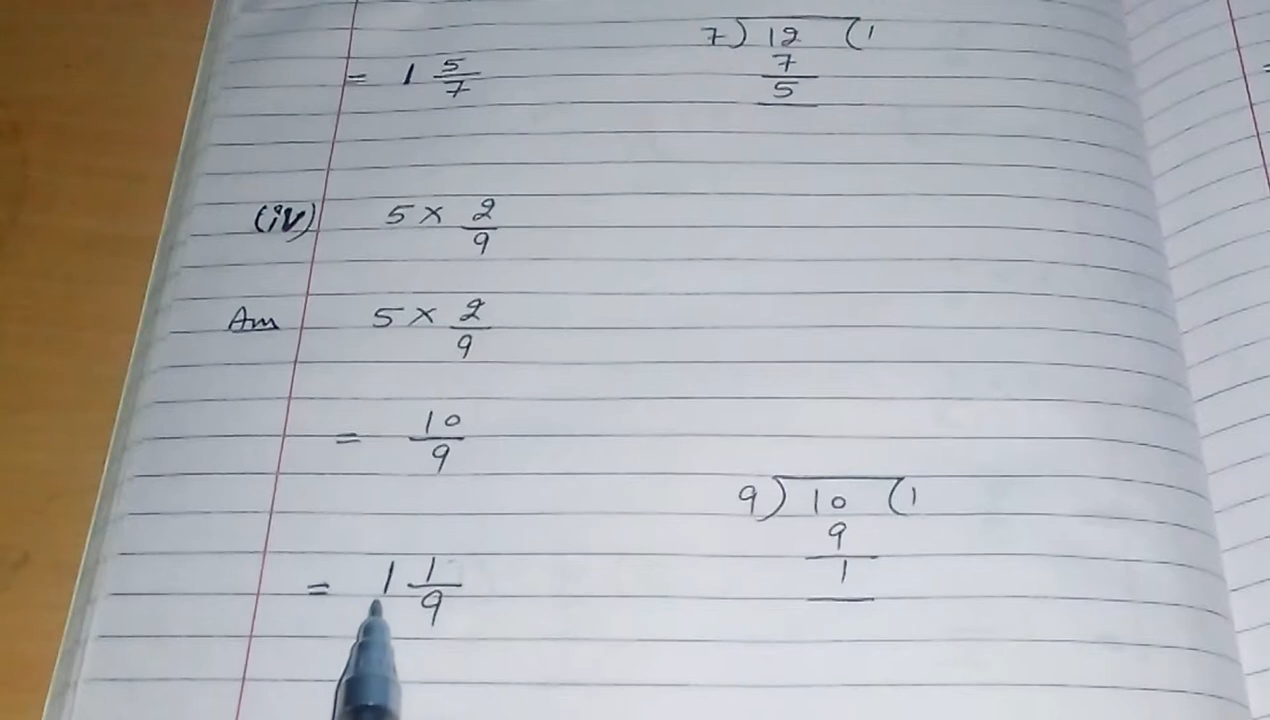 = 1 5/7
7) 12 (1
7
5
(iv) 5 × 2/9
Ans 5 × 2/9
= 10/9
9) 10 (1
9
1
= 1 1/9